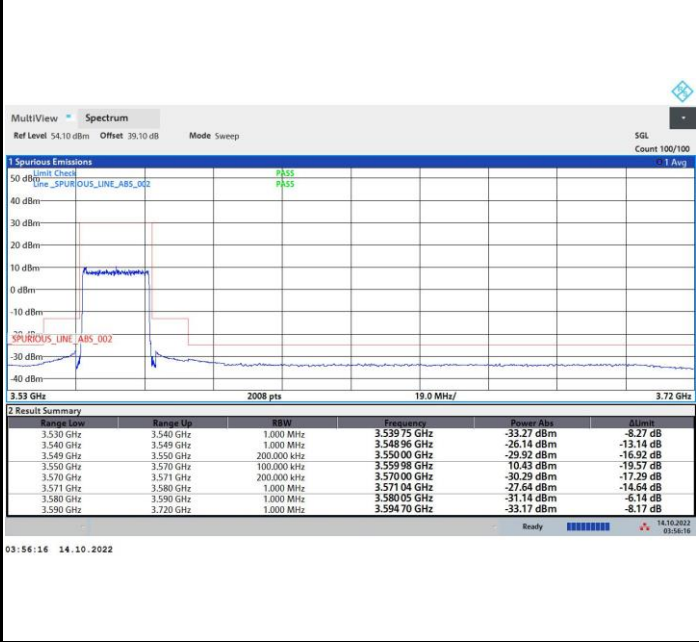 MultiView Spectrum
Ref Level 54.10 dBm Offset 39.10 dB Mode Sweep SGL
Count 100/100
1 Spurious Emissions 1 Avg
Limit Check PASS
50 dBm
Line _SPURIOUS_LINE_ABS_002 PASS
40 dBm
30 dBm
20 dBm
10 dBm
0 dBm
-10 dBm
SPURIOUS_LINE_ABS_002
-30 dBm
-40 dBm
3.53 GHz 2008 pts 19.0 MHz/ 3.72 GHz
2 Result Summary
Range Low Range Up RBW Frequency Power Abs ΔLimit
3.530 GHz 3.540 GHz 1.000 MHz 3.539 75 GHz -33.27 dBm -8.27 dB
3.540 GHz 3.549 GHz 1.000 MHz 3.548 96 GHz -26.14 dBm -13.14 dB
3.549 GHz 3.550 GHz 200.000 kHz 3.550 00 GHz -29.92 dBm -16.92 dB
3.550 GHz 3.570 GHz 100.000 kHz 3.559 98 GHz 10.43 dBm -19.57 dB
3.570 GHz 3.571 GHz 200.000 kHz 3.570 00 GHz -30.29 dBm -17.29 dB
3.571 GHz 3.580 GHz 1.000 MHz 3.571 04 GHz -27.64 dBm -14.64 dB
3.580 GHz 3.590 GHz 1.000 MHz 3.580 05 GHz -31.14 dBm -6.14 dB
3.590 GHz 3.720 GHz 1.000 MHz 3.594 70 GHz -33.17 dBm -8.17 dB
Ready 14.10.2022
03:56:16
03:56:16 14.10.2022